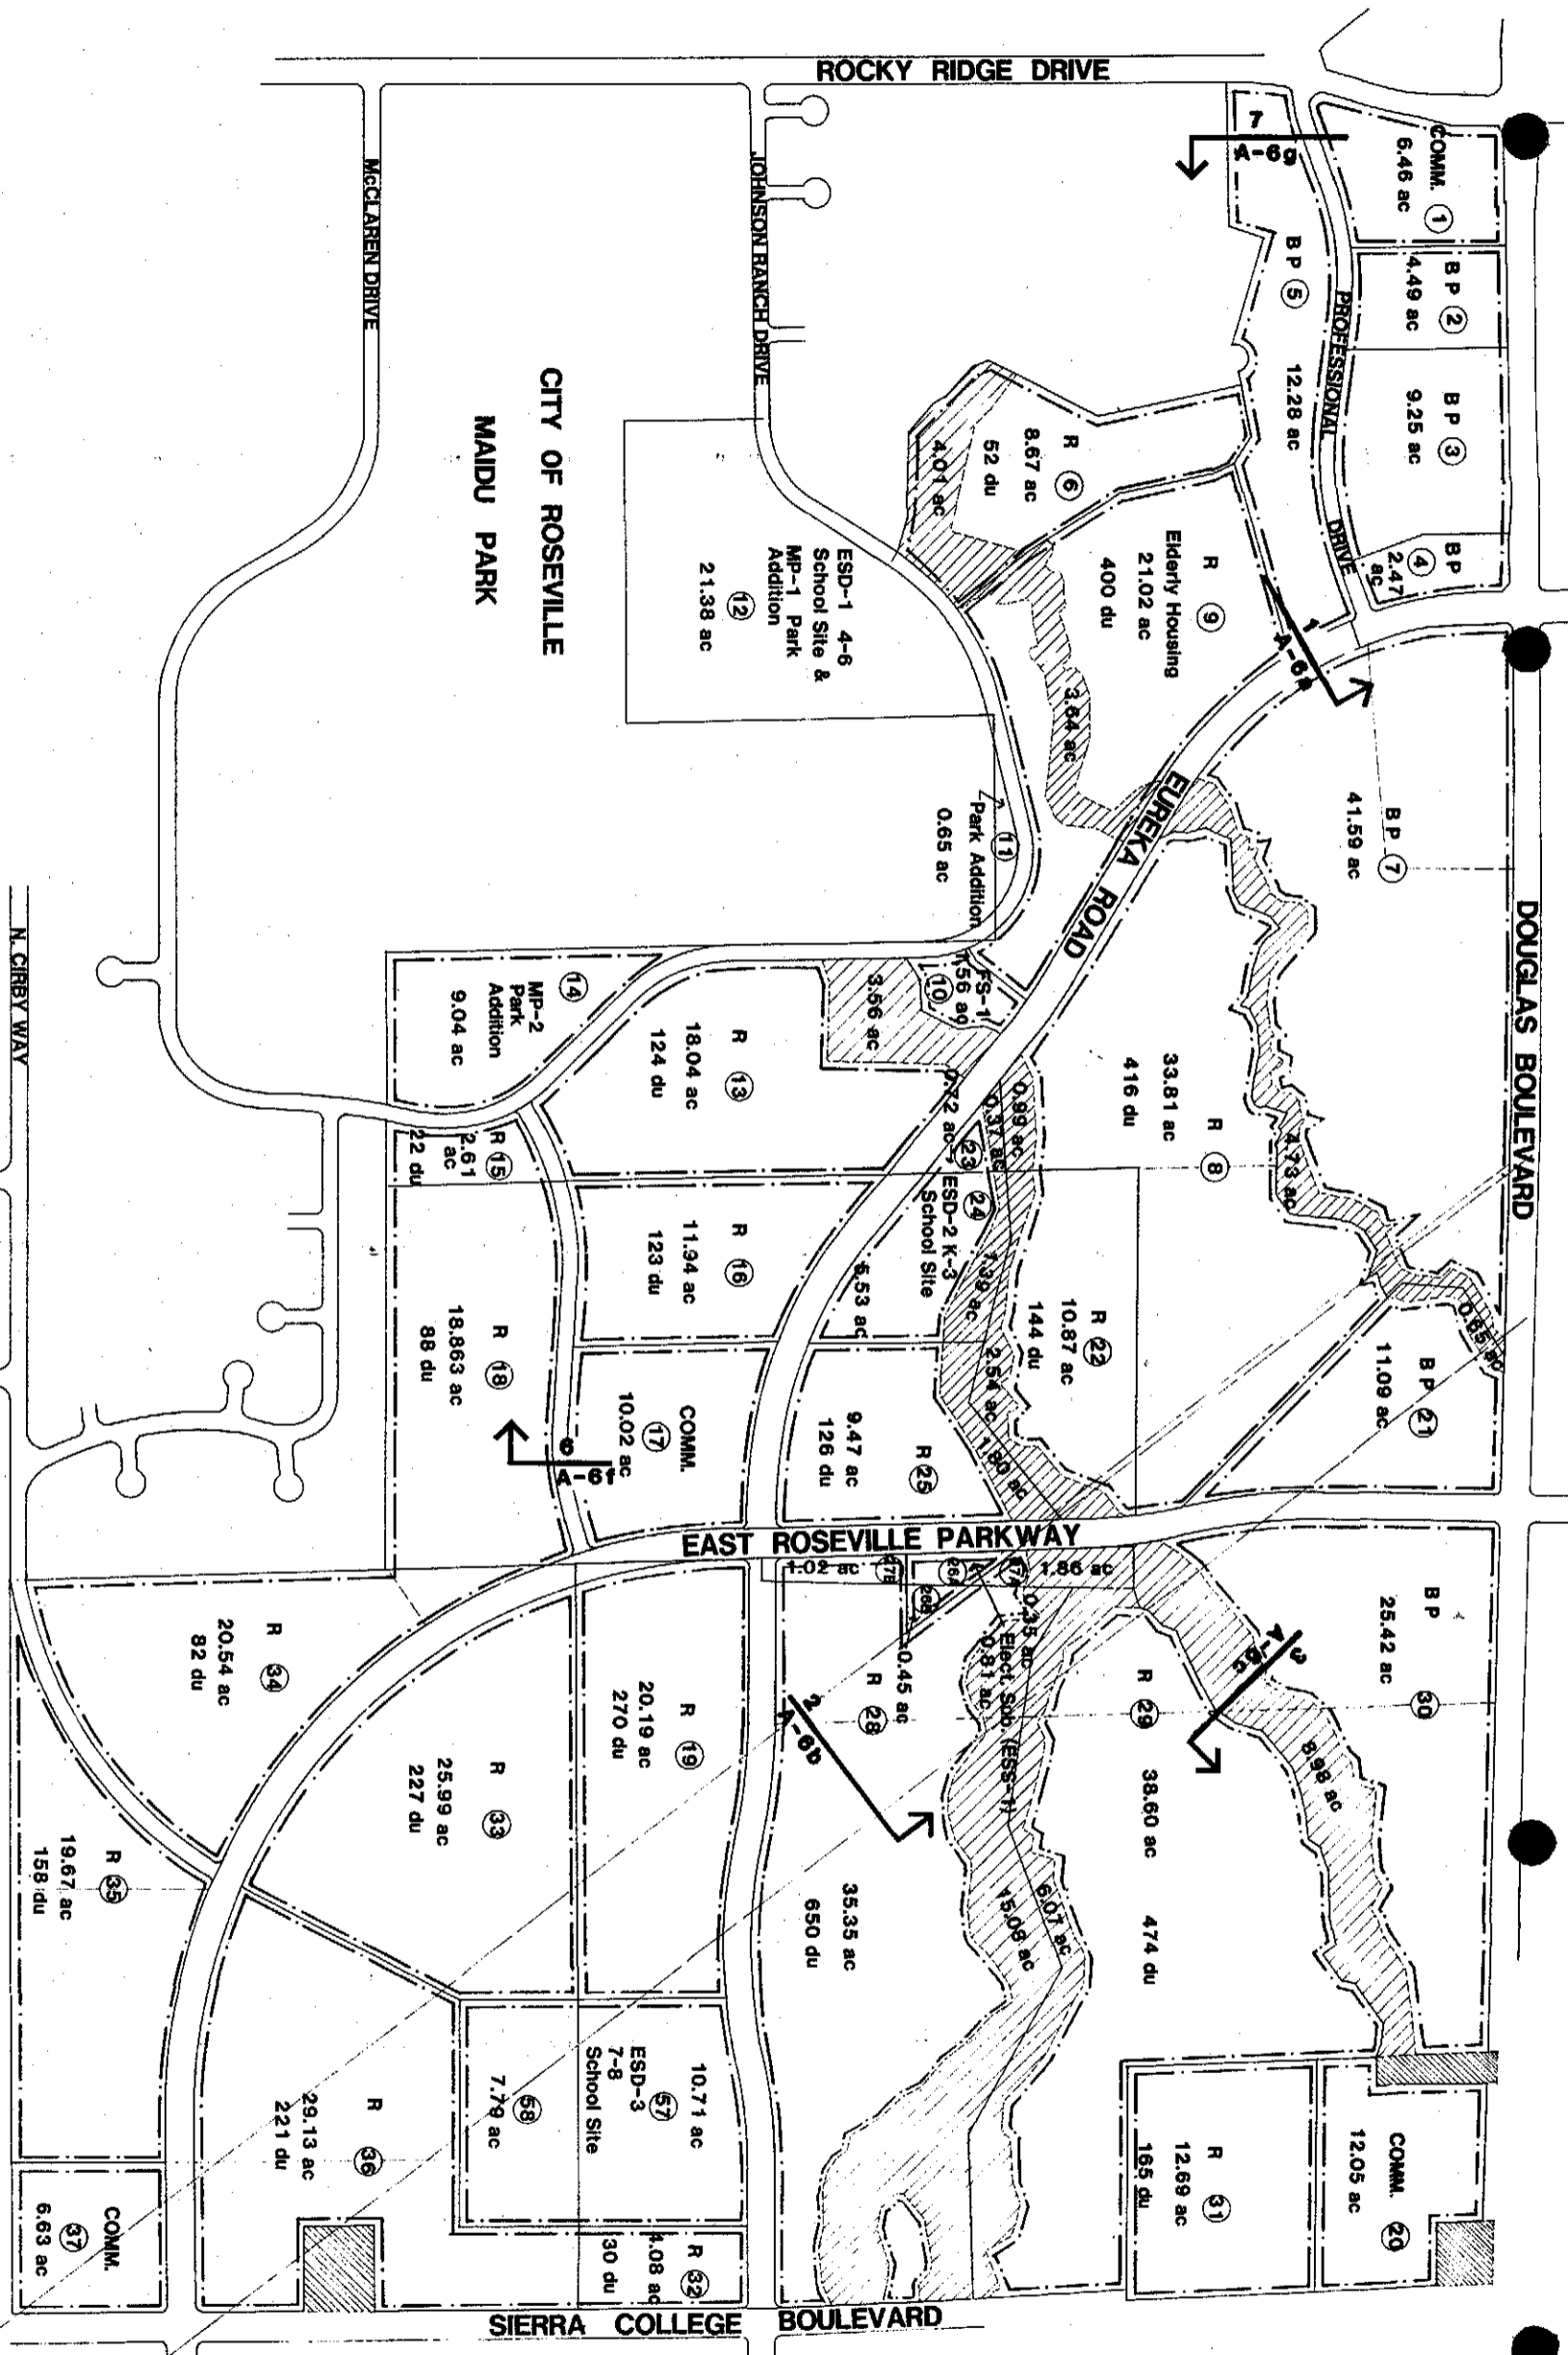 ROCKY RIDGE DRIVE
McCLAREN DRIVE
JOHNSON RANCH DRIVE
PROFESSIONAL
DRIVE
DOUGLAS BOULEVARD
EUREKA ROAD
EAST ROSEVILLE PARKWAY
SIERRA COLLEGE BOULEVARD
N. CIRBY WAY
CITY OF ROSEVILLE
MAIDU PARK
COMM. 1
6.46 ac
B P 2
4.49 ac
B P 3
9.25 ac
B P
4
2.47
ac
7
A-6g
B P 5
12.28 ac
R 6
8.67 ac
52 du
4.01 ac
R 9
Elderly Housing
21.02 ac
400 du
1
A-6a
3.64 ac
B P 7
41.59 ac
ESD-1 4-6
School Site &
MP-1 Park
Addition
12
21.38 ac
11
Park Addition
0.65 ac
FS-1
1.56 ac
10
3.56 ac
R 8
33.81 ac
416 du
4.73 ac
0.65 ac
14
MP-2
Park
Addition
9.04 ac
R 13
18.04 ac
124 du
R 15
2.61
ac
22 du
R 16
11.94 ac
123 du
0.99 ac
0.37 ac
0.72 ac
23
24
ESD-2 K-3
School Site
5.53 ac
1.39 ac
2.54 ac
1.80 ac
R 22
10.87 ac
144 du
B P 21
11.09 ac
R 18
18.863 ac
88 du
COMM.
17
10.02 ac
6
A-6f
R 25
9.47 ac
126 du
1.02 ac
27B
26A
26B
27A
1.86 ac
0.35 ac
Elect. Sub. (ESS-1)
0.81 ac
0.45 ac
R 28
35.35 ac
650 du
2
A-6b
R 29
38.60 ac
474 du
3
A-6c
B P 30
25.42 ac
8.98 ac
6.07 ac
15.08 ac
R 34
20.54 ac
82 du
R 19
20.19 ac
270 du
R 33
25.99 ac
227 du
R 35
19.67 ac
158 du
10.71 ac
57
ESD-3
7-8
School Site
58
7.79 ac
R 36
29.13 ac
221 du
R 32
4.08 ac
30 du
R 31
12.69 ac
165 du
COMM. 20
12.05 ac
COMM.
37
6.63 ac